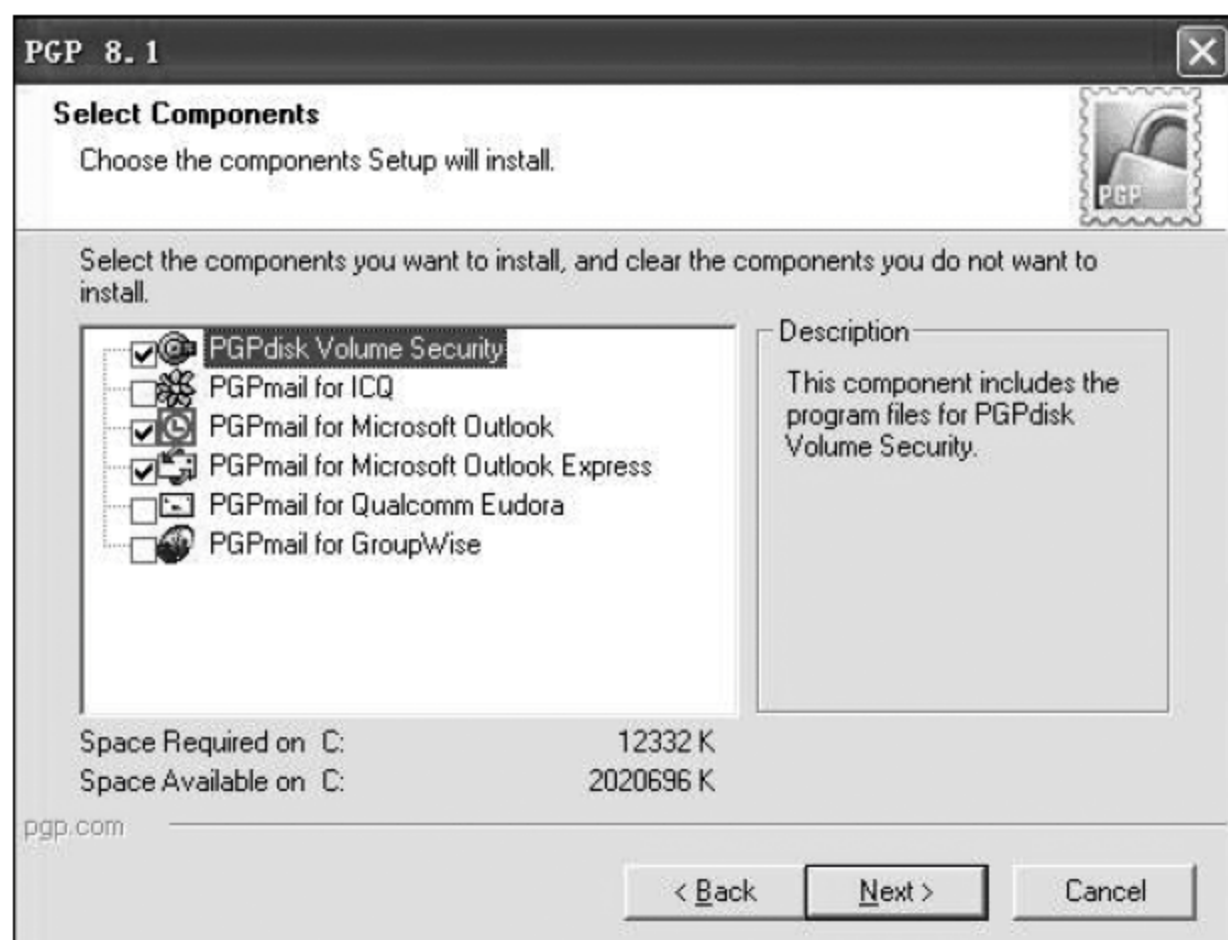 PGP 8.1
Select Components
Choose the components Setup will install.
PGP
Select the components you want to install, and clear the components you do not want to
install.
PGPdisk Volume Security
PGPmail for ICQ
PGPmail for Microsoft Outlook
PGPmail for Microsoft Outlook Express
PGPmail for Qualcomm Eudora
PGPmail for GroupWise
Description
This component includes the
program files for PGPdisk
Volume Security.
Space Required on C: 12332 K
Space Available on C: 2020696 K
pgp.com
< Back Next > Cancel